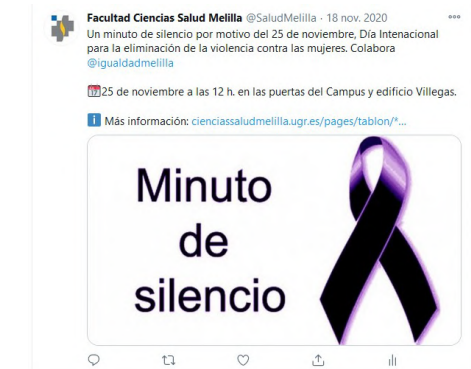 Facultad Ciencias Salud Melilla @SaludMelilla · 18 nov. 2020
Un minuto de silencio por motivo del 25 de noviembre, Día Intenacional
para la eliminación de la violencia contra las mujeres. Colabora
@igualdadmelilla
25 de noviembre a las 12 h. en las puertas del Campus y edificio Villegas.
Más información: cienciassaludmelilla.ugr.es/pages/tablon/*...
Minuto
de
silencio